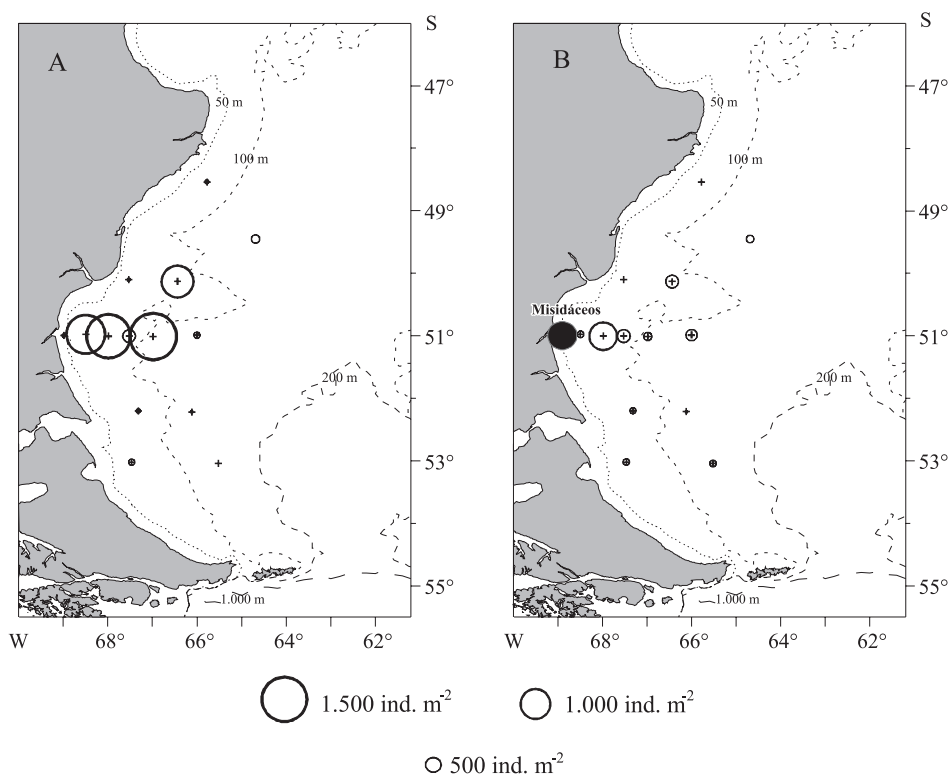 S S
A B
47° 47°
50 m 50 m
100 m 100 m
49° 49°
Misidáceos
51° 51°
200 m 200 m
53° 53°
55° 55°
1.000 m 1.000 m
W 68° 66° 64° 62° W 68° 66° 64° 62°
1.500 ind. m-2 1.000 ind. m-2
500 ind. m-2